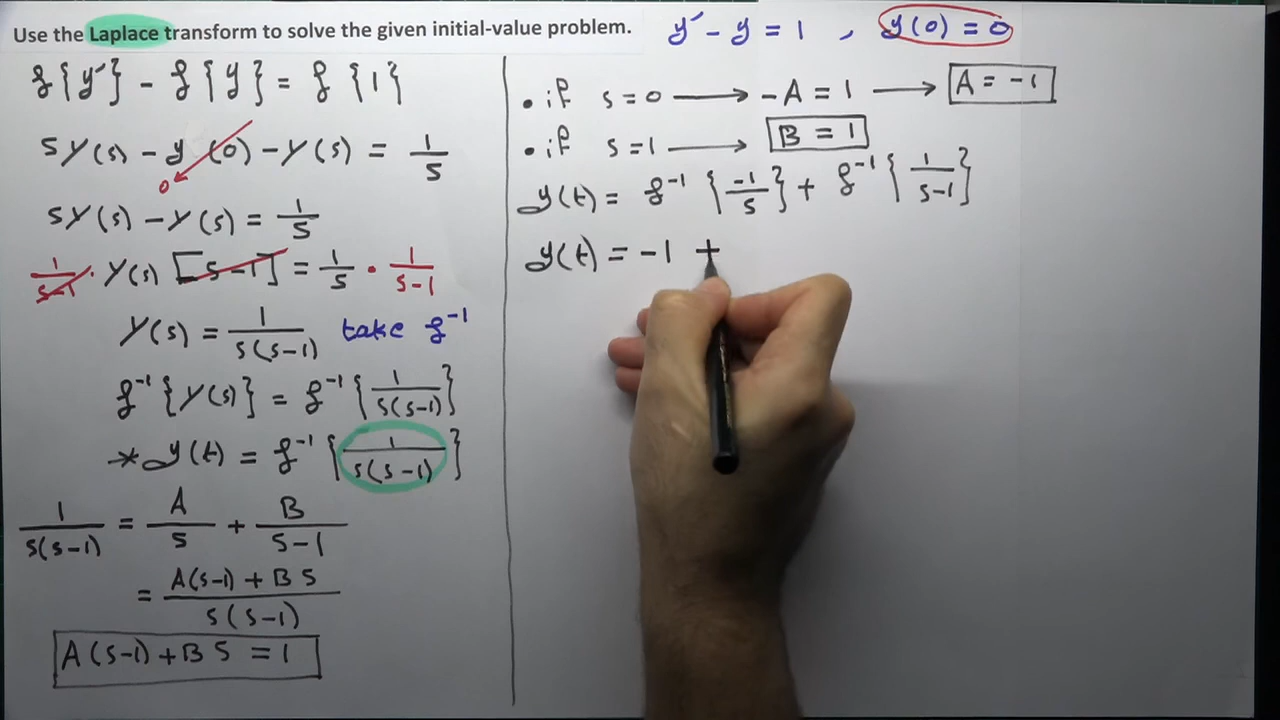 Use the Laplace transform to solve the given initial-value problem. y′ - y = 1 , y(0) = 0
ℒ{y′} - ℒ{y} = ℒ{1}
sY(s) - y(0) - Y(s) = 1/s
0
sY(s) - Y(s) = 1/s
1/(s-1) · Y(s) [s-1] = 1/s · 1/(s-1)
Y(s) = 1/(s(s-1)) take ℒ⁻¹
ℒ⁻¹{Y(s)} = ℒ⁻¹{1/(s(s-1))}
*y(t) = ℒ⁻¹{1/(s(s-1))}
1/(s(s-1)) = A/s + B/(s-1)
= (A(s-1) + B s)/(s(s-1))
A(s-1) + B s = 1
• if s = 0 → -A = 1 → A = -1
• if s = 1 → B = 1
y(t) = ℒ⁻¹{-1/s} + ℒ⁻¹{1/(s-1)}
y(t) = -1 +